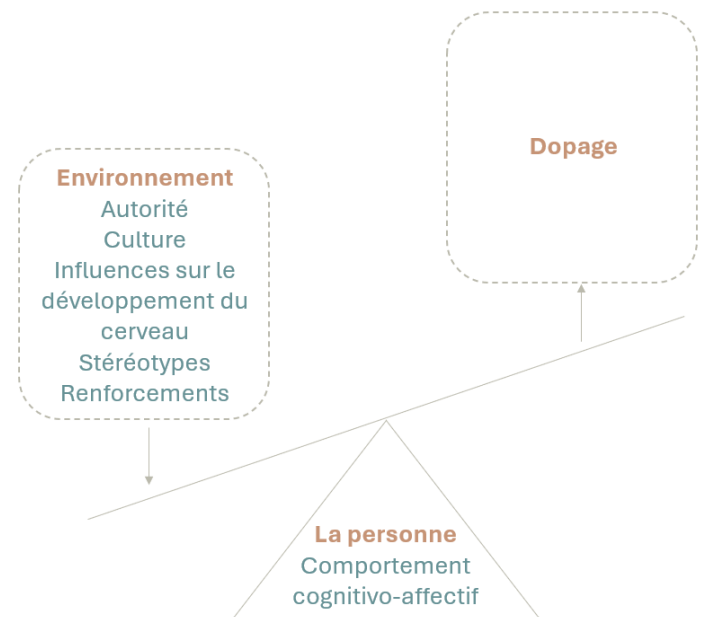 Dopage
Environnement
Autorité
Culture
Influences sur le
développement du
cerveau
Stéréotypes
Renforcements
La personne
Comportement
cognitivo-affectif